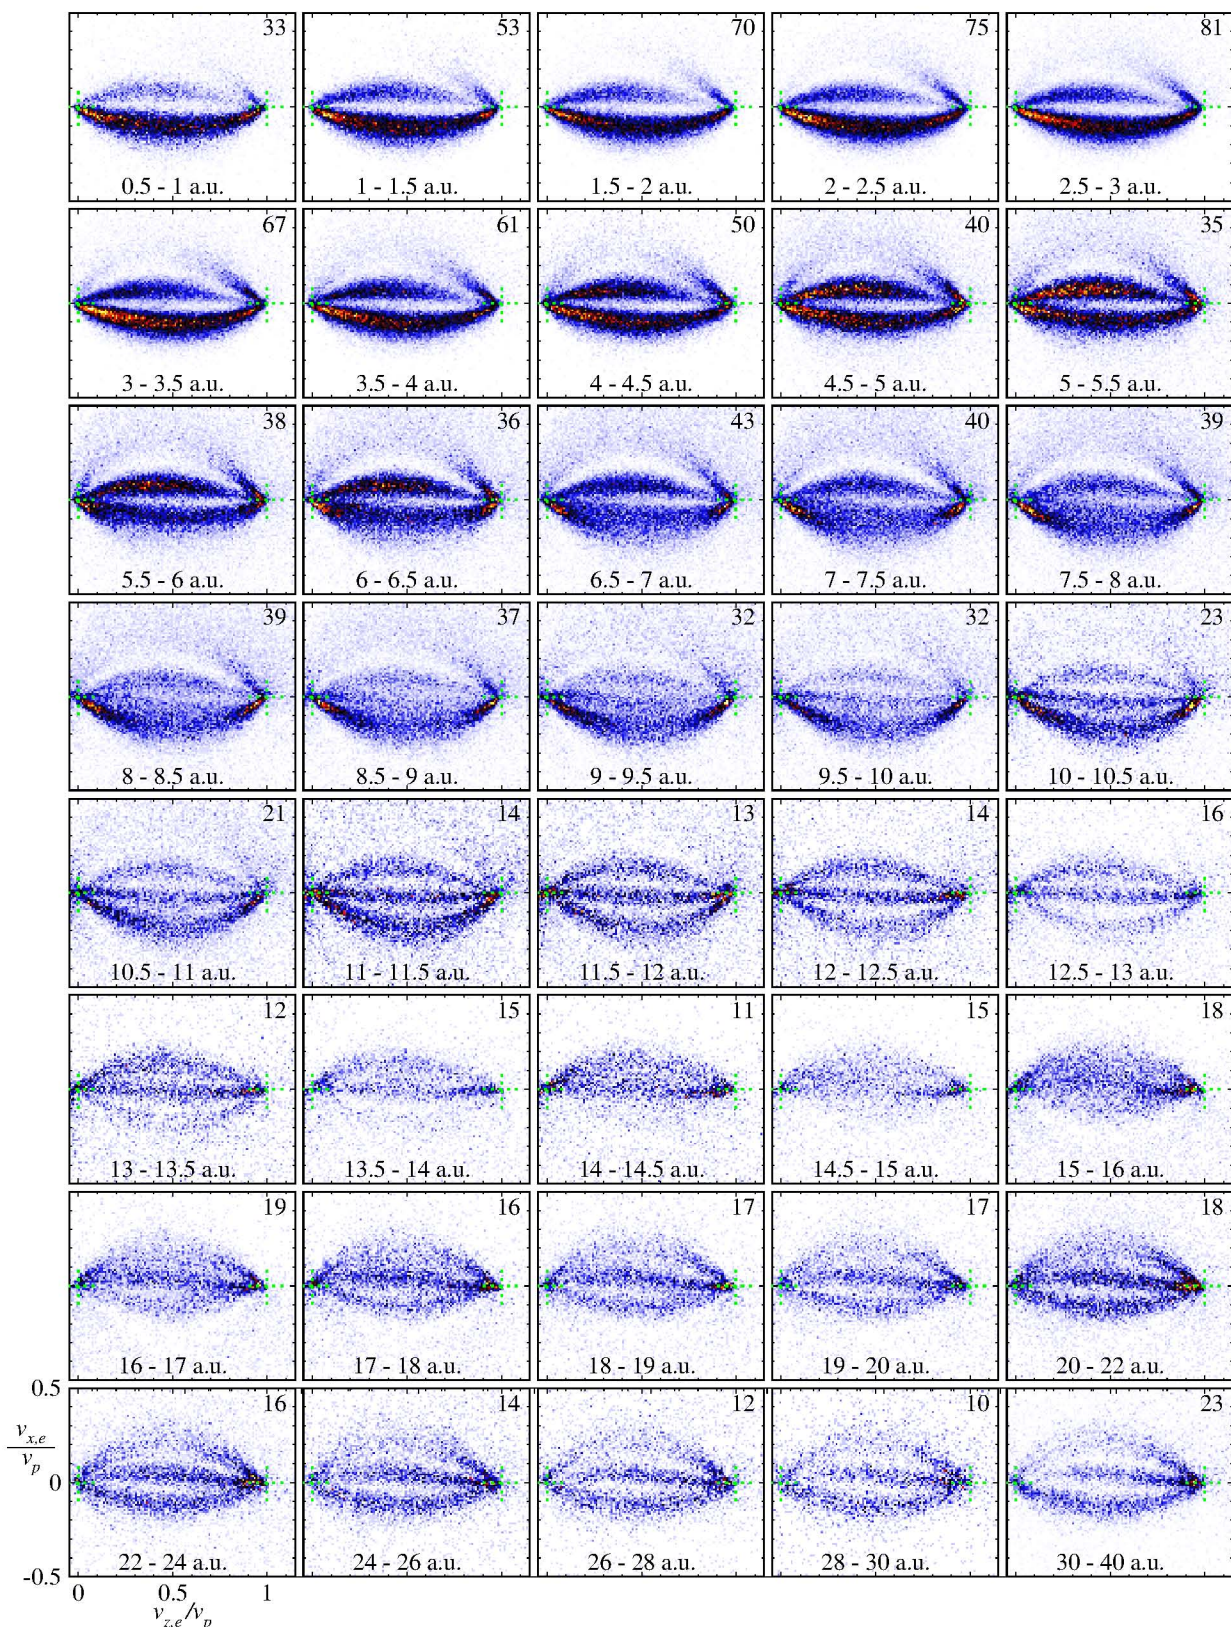 33 53 70 75 81
0.5 - 1 a.u. 1 - 1.5 a.u. 1.5 - 2 a.u. 2 - 2.5 a.u. 2.5 - 3 a.u.
67 61 50 40 35
3 - 3.5 a.u. 3.5 - 4 a.u. 4 - 4.5 a.u. 4.5 - 5 a.u. 5 - 5.5 a.u.
38 36 43 40 39
5.5 - 6 a.u. 6 - 6.5 a.u. 6.5 - 7 a.u. 7 - 7.5 a.u. 7.5 - 8 a.u.
39 37 32 32 23
8 - 8.5 a.u. 8.5 - 9 a.u. 9 - 9.5 a.u. 9.5 - 10 a.u. 10 - 10.5 a.u.
21 14 13 14 16
10.5 - 11 a.u. 11 - 11.5 a.u. 11.5 - 12 a.u. 12 - 12.5 a.u. 12.5 - 13 a.u.
12 15 11 15 18
13 - 13.5 a.u. 13.5 - 14 a.u. 14 - 14.5 a.u. 14.5 - 15 a.u. 15 - 16 a.u.
19 16 17 17 18
16 - 17 a.u. 17 - 18 a.u. 18 - 19 a.u. 19 - 20 a.u. 20 - 22 a.u.
0.5 16 14 12 10 23
v_{x,e}
v_p
0
22 - 24 a.u. 24 - 26 a.u. 26 - 28 a.u. 28 - 30 a.u. 30 - 40 a.u.
-0.5
0 0.5 1
v_{z,e}/v_p